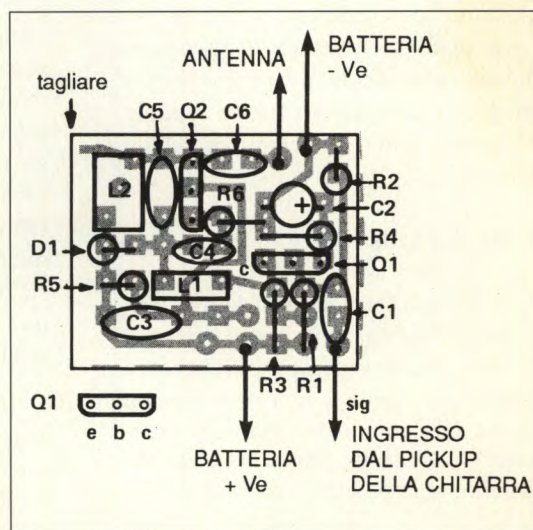 BATTERIA
- Ve
ANTENNA
tagliare
C5 Q2 C6
L2
R2
R6
C2
+
R4
D1
C4
c
Q1
R5
L1
C3
C1
R3 R1
sig
Q1
e b c
BATTERIA
+ Ve
INGRESSO
DAL PICKUP
DELLA CHITARRA